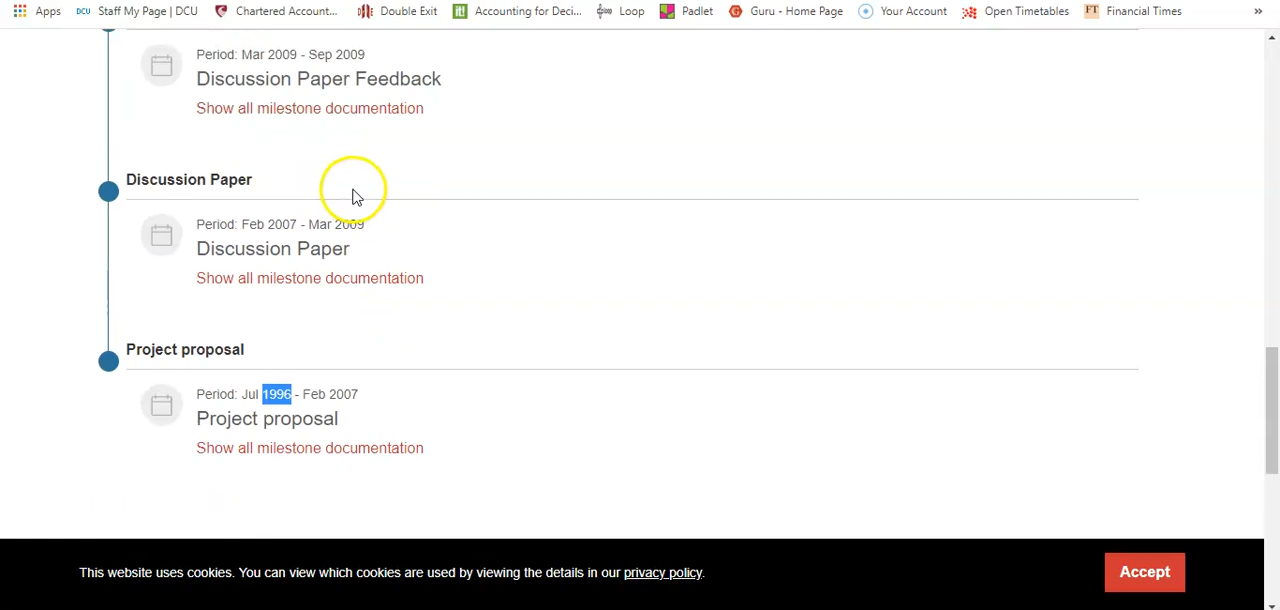 Apps DCU Staff My Page | DCU Chartered Account... Double Exit it! Accounting for Deci... Loop Padlet G Guru - Home Page Your Account Open Timetables FT Financial Times »
Period: Mar 2009 - Sep 2009
Discussion Paper Feedback
Show all milestone documentation
Discussion Paper
Period: Feb 2007 - Mar 2009
Discussion Paper
Show all milestone documentation
Project proposal
Period: Jul 1996 - Feb 2007
Project proposal
Show all milestone documentation
This website uses cookies. You can view which cookies are used by viewing the details in our privacy policy.
Accept